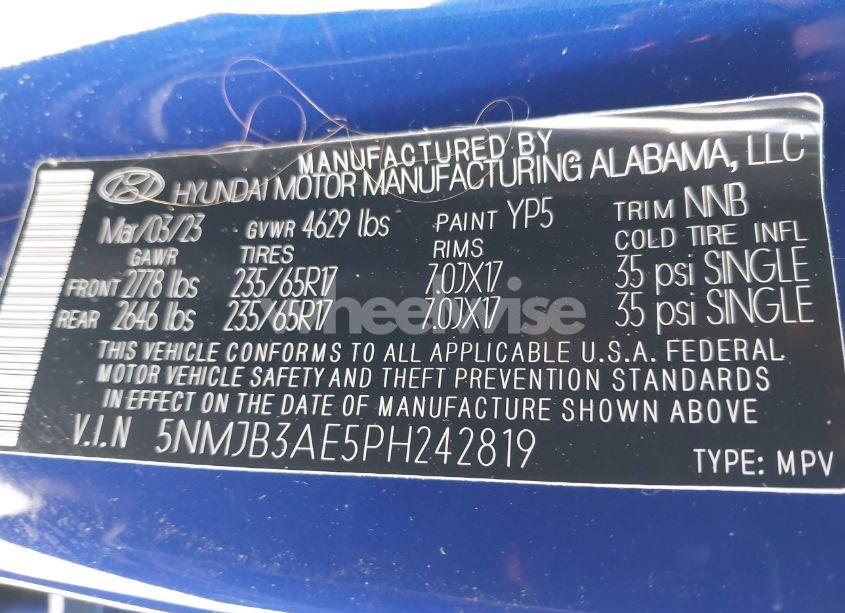 MANUFACTURED BY
HYUNDAI MOTOR MANUFACTURING ALABAMA, LLC
Mar/03/23 GVWR 4629 lbs PAINT YP5 TRIM NNB
GAWR TIRES RIMS COLD TIRE INFL
FRONT 2778 lbs 235/65R17 7.0JX17 35 psi SINGLE
REAR 2646 lbs 235/65R17 7.0JX17 35 psi SINGLE
wheelwise
THIS VEHICLE CONFORMS TO ALL APPLICABLE U.S.A. FEDERAL
MOTOR VEHICLE SAFETY AND THEFT PREVENTION STANDARDS
IN EFFECT ON THE DATE OF MANUFACTURE SHOWN ABOVE
V.I.N 5NMJB3AE5PH242819
TYPE: MPV